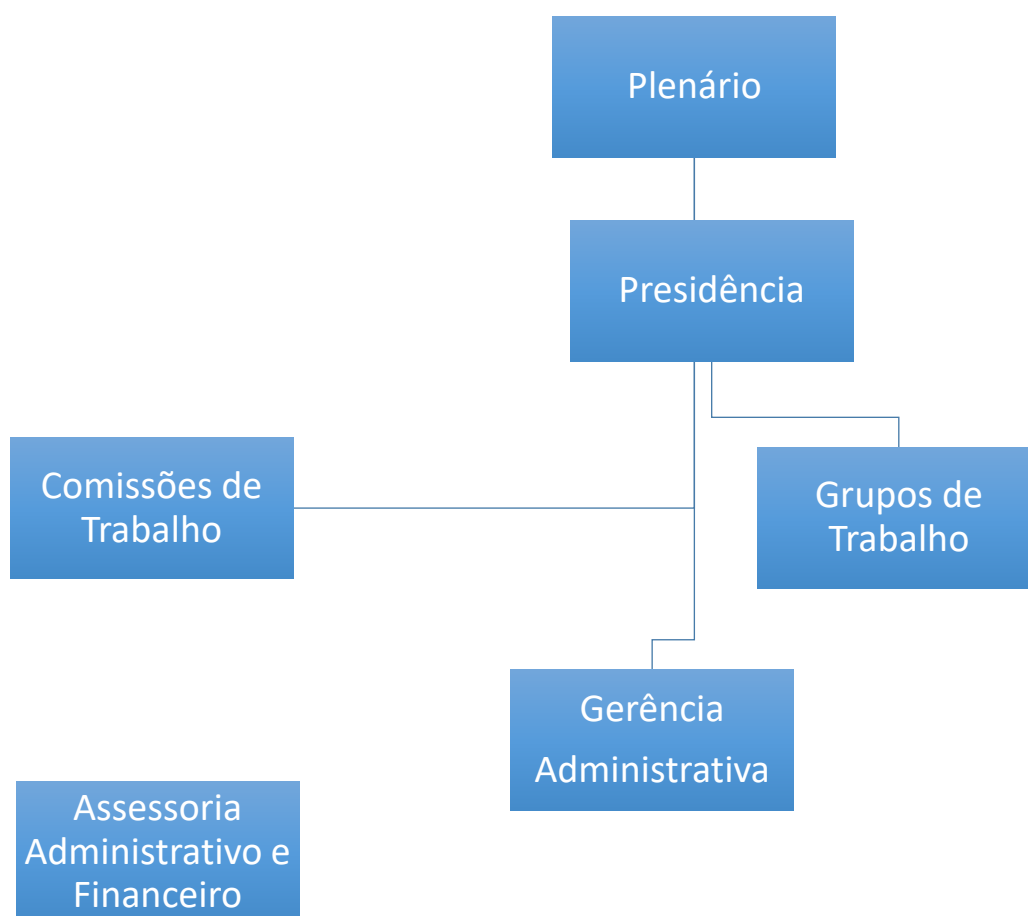 Plenário
Presidência
Comissões de
Trabalho
Grupos de
Trabalho
Gerência
Administrativa
Assessoria
Administrativo e
Financeiro